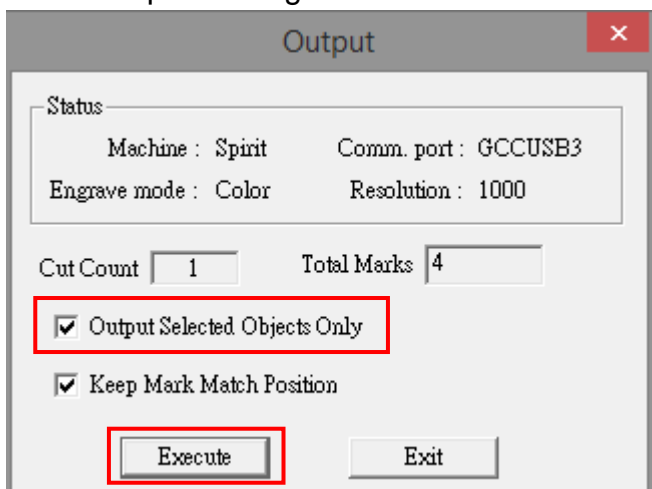 Output
Status
Machine : Spirit Comm. port : GCCUSB3
Engrave mode : Color Resolution : 1000
Cut Count 1 Total Marks 4
Output Selected Objects Only
Keep Mark Match Position
Execute Exit